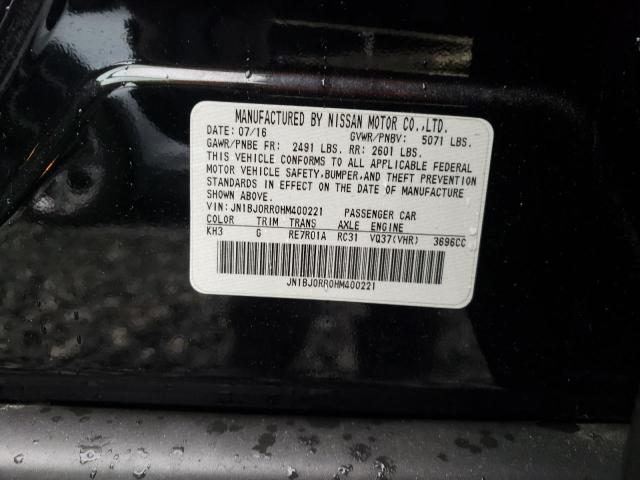 MANUFACTURED BY NISSAN MOTOR CO.,LTD.
DATE: 07/16 GVWR/PNBV: 5071 LBS.
GAWR/PNBE FR: 2491 LBS. RR: 2601 LBS.
THIS VEHICLE CONFORMS TO ALL APPLICABLE FEDERAL
MOTOR VEHICLE SAFETY,BUMPER,AND THEFT PREVENTION
STANDARDS IN EFFECT ON THE DATE OF MANUFACTURE
SHOWN ABOVE.
VIN: JN1BJ0RR0HM400221 PASSENGER CAR
COLOR TRIM TRANS AXLE ENGINE
KH3 G RE7R01A RC31 VQ37(VHR) 3696CC
JN1BJ0RR0HM400221